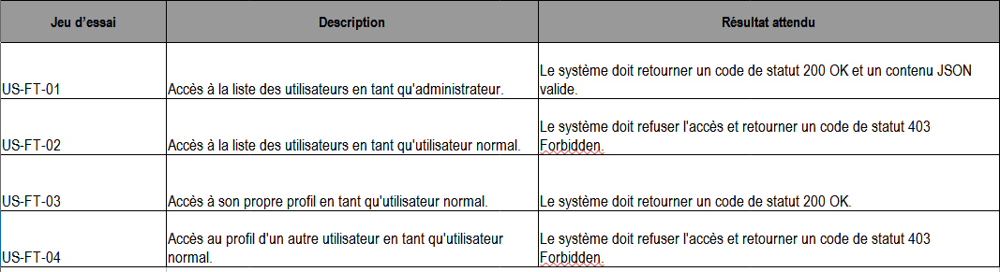 Jeu d’essai
Description
Résultat attendu
US-FT-01
Accès à la liste des utilisateurs en tant qu'administrateur.
Le système doit retourner un code de statut 200 OK et un contenu JSON
valide.
US-FT-02
Accès à la liste des utilisateurs en tant qu'utilisateur normal.
Le système doit refuser l'accès et retourner un code de statut 403
Forbidden.
US-FT-03
Accès à son propre profil en tant qu'utilisateur normal.
Le système doit retourner un code de statut 200 OK.
US-FT-04
Accès au profil d'un autre utilisateur en tant qu'utilisateur
normal.
Le système doit refuser l'accès et retourner un code de statut 403
Forbidden.